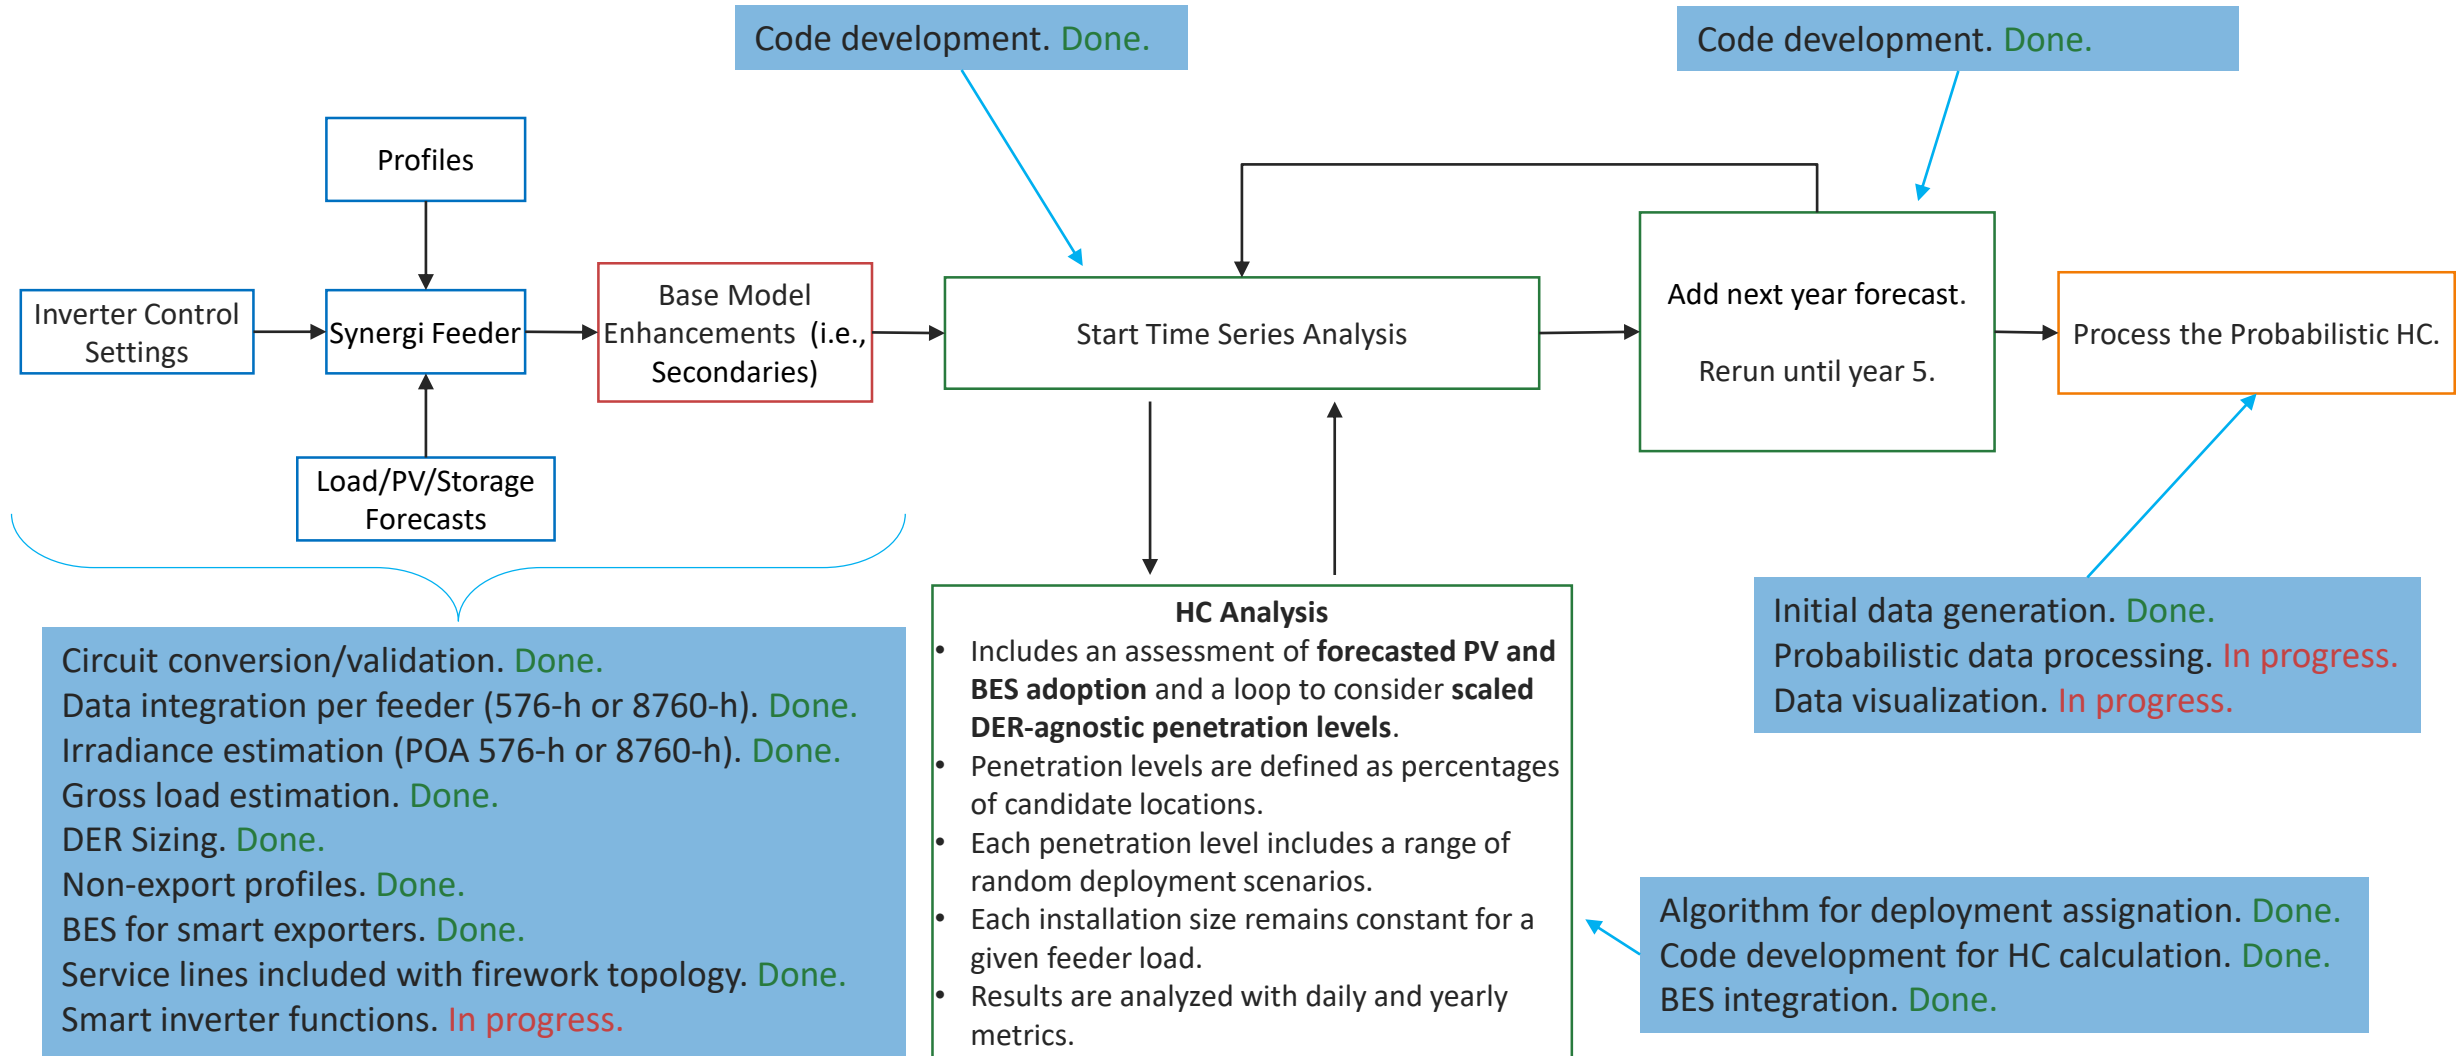 Code development. Done.
Code development. Done.
Profiles
Inverter Control
Settings
Synergi Feeder
Base Model
Enhancements (i.e.,
Secondaries)
Start Time Series Analysis
Add next year forecast.
Rerun until year 5.
Process the Probabilistic HC.
Load/PV/Storage
Forecasts
Circuit conversion/validation. Done.
Data integration per feeder (576-h or 8760-h). Done.
Irradiance estimation (POA 576-h or 8760-h). Done.
Gross load estimation. Done.
DER Sizing. Done.
Non-export profiles. Done.
BES for smart exporters. Done.
Service lines included with firework topology. Done.
Smart inverter functions. In progress.
HC Analysis
• Includes an assessment of forecasted PV and
BES adoption and a loop to consider scaled
DER-agnostic penetration levels.
• Penetration levels are defined as percentages
of candidate locations.
• Each penetration level includes a range of
random deployment scenarios.
• Each installation size remains constant for a
given feeder load.
• Results are analyzed with daily and yearly
metrics.
Initial data generation. Done.
Probabilistic data processing. In progress.
Data visualization. In progress.
Algorithm for deployment assignation. Done.
Code development for HC calculation. Done.
BES integration. Done.